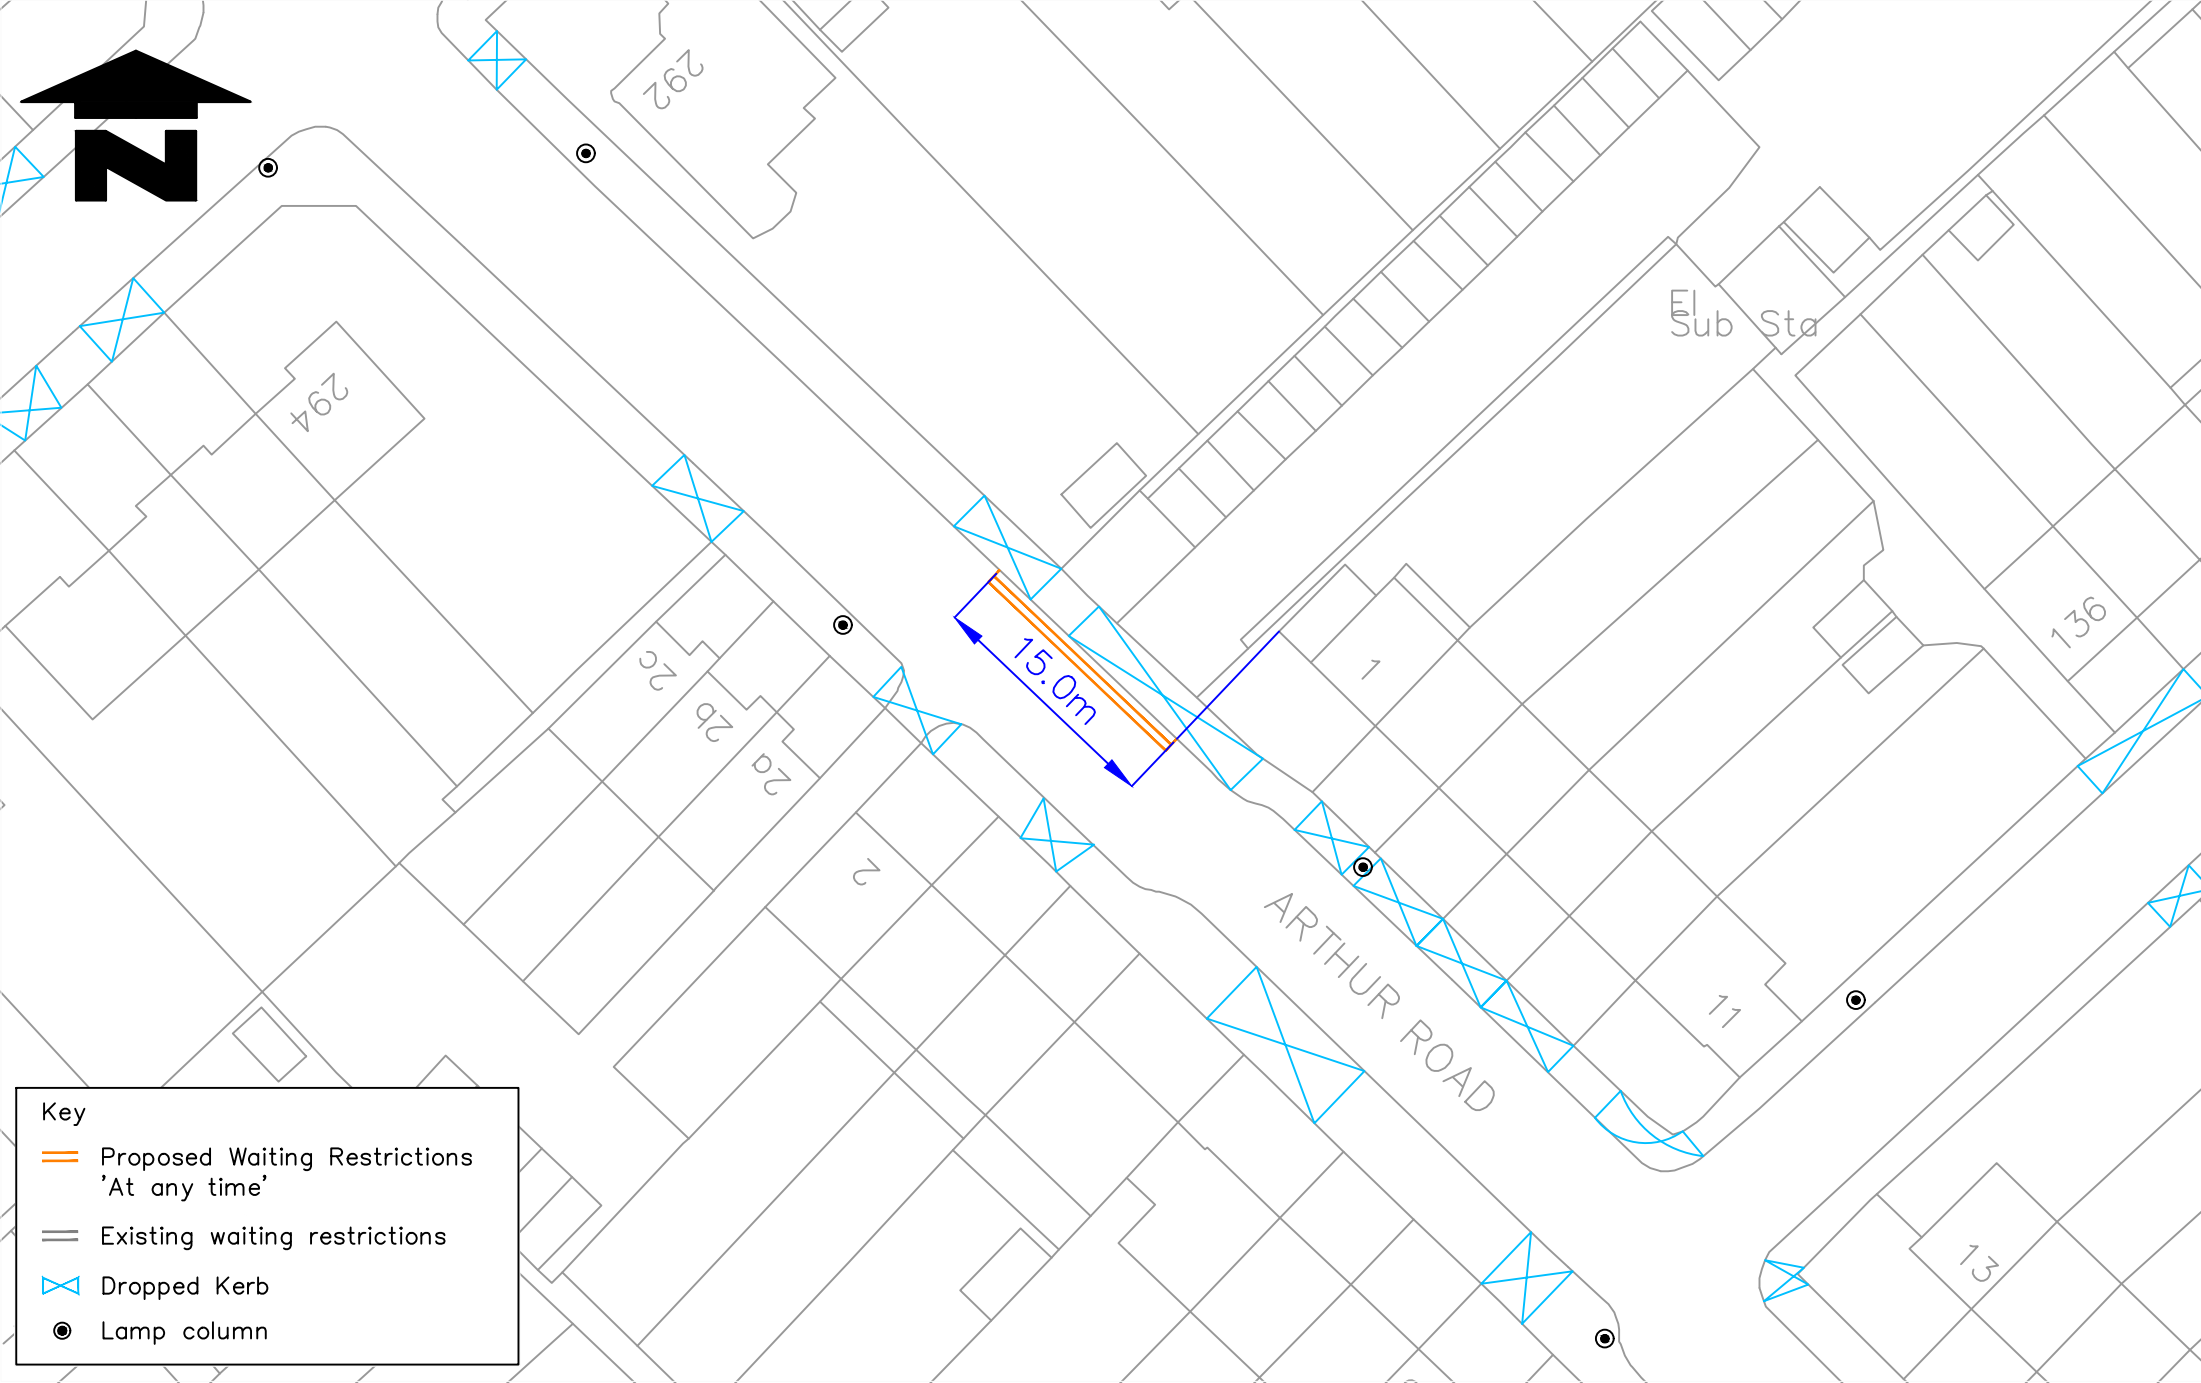 N
292
294
El
Sub Sta
136
15.0m
1
2c
2b
2a
2
ARTHUR ROAD
11
13
Key
Proposed Waiting Restrictions
'At any time'
Existing waiting restrictions
Dropped Kerb
Lamp column